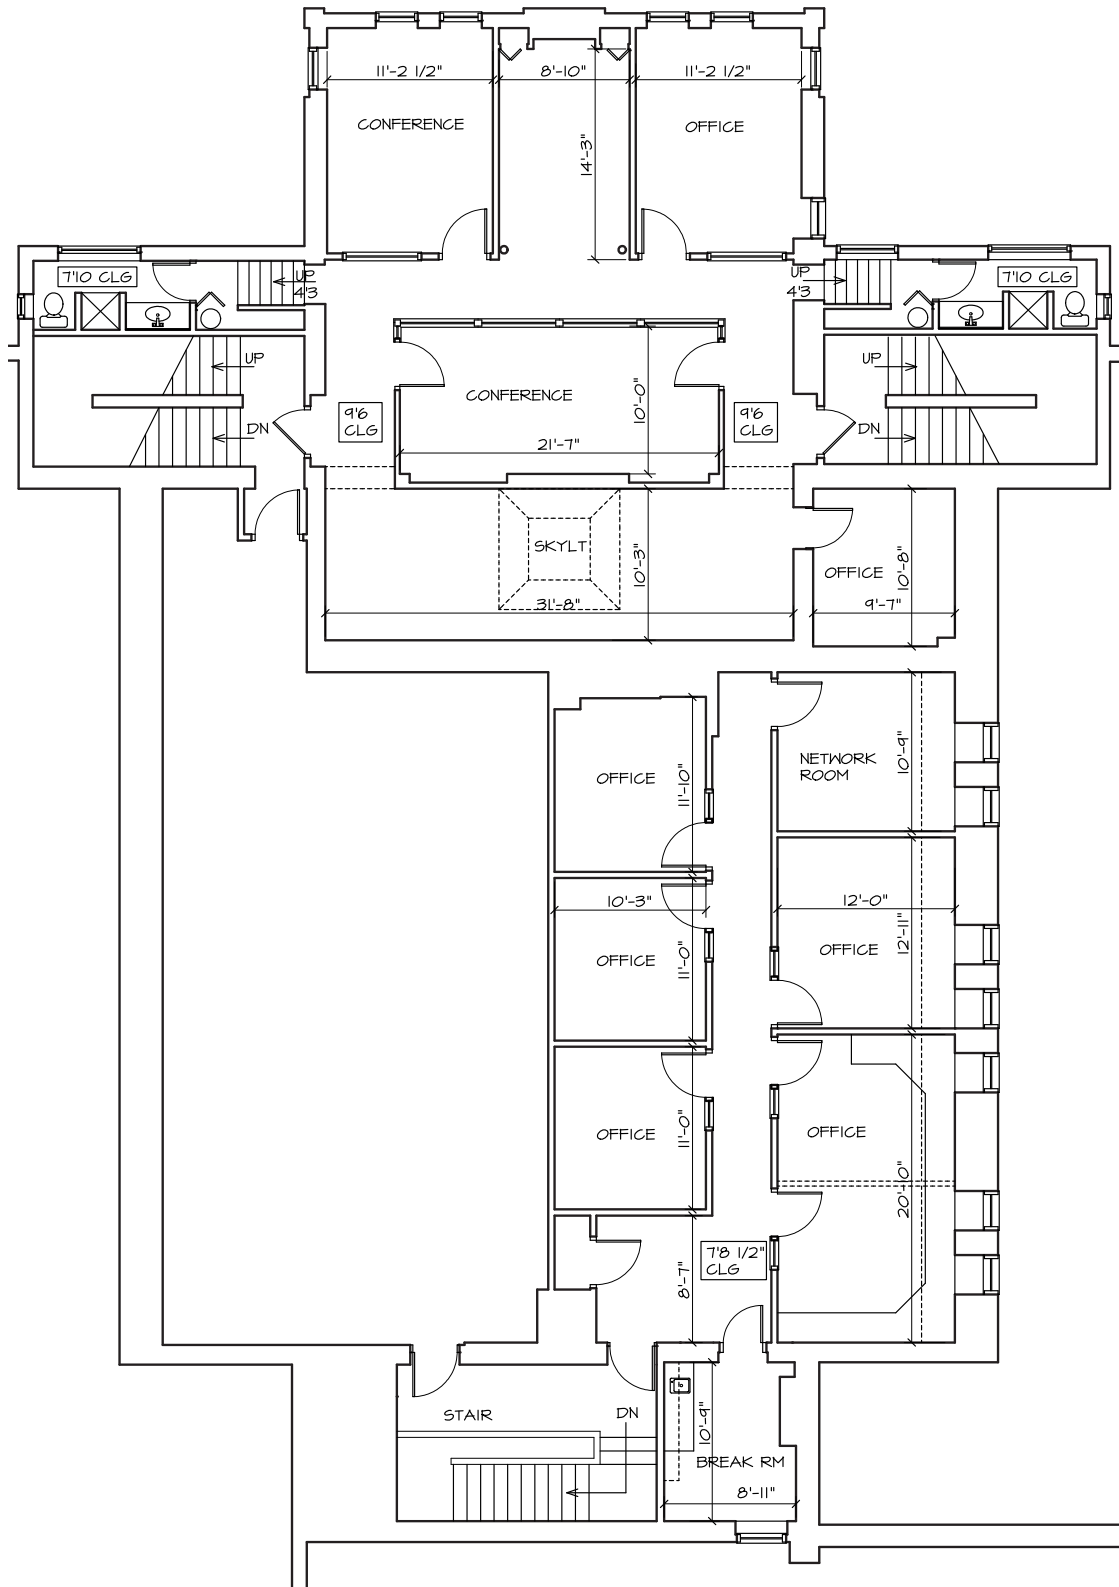 11'-2 1/2"
8'-10"
11'-2 1/2"
CONFERENCE
OFFICE
14'-3"
7'10 CLG
UP
4'3
UP
4'3
7'10 CLG
UP
UP
CONFERENCE
10'-0"
9'6
CLG
9'6
CLG
DN
DN
21'-7"
SKYLT
10'-3"
OFFICE
10'-8"
31'-8"
9'-7"
OFFICE
11'-10"
NETWORK
ROOM
10'-9"
10'-3"
12'-0"
OFFICE
11'-0"
OFFICE
12'-11"
OFFICE
11'-0"
OFFICE
20'-10"
7'8 1/2"
CLG
8'-7"
STAIR
DN
10'-9"
BREAK RM
8'-11"